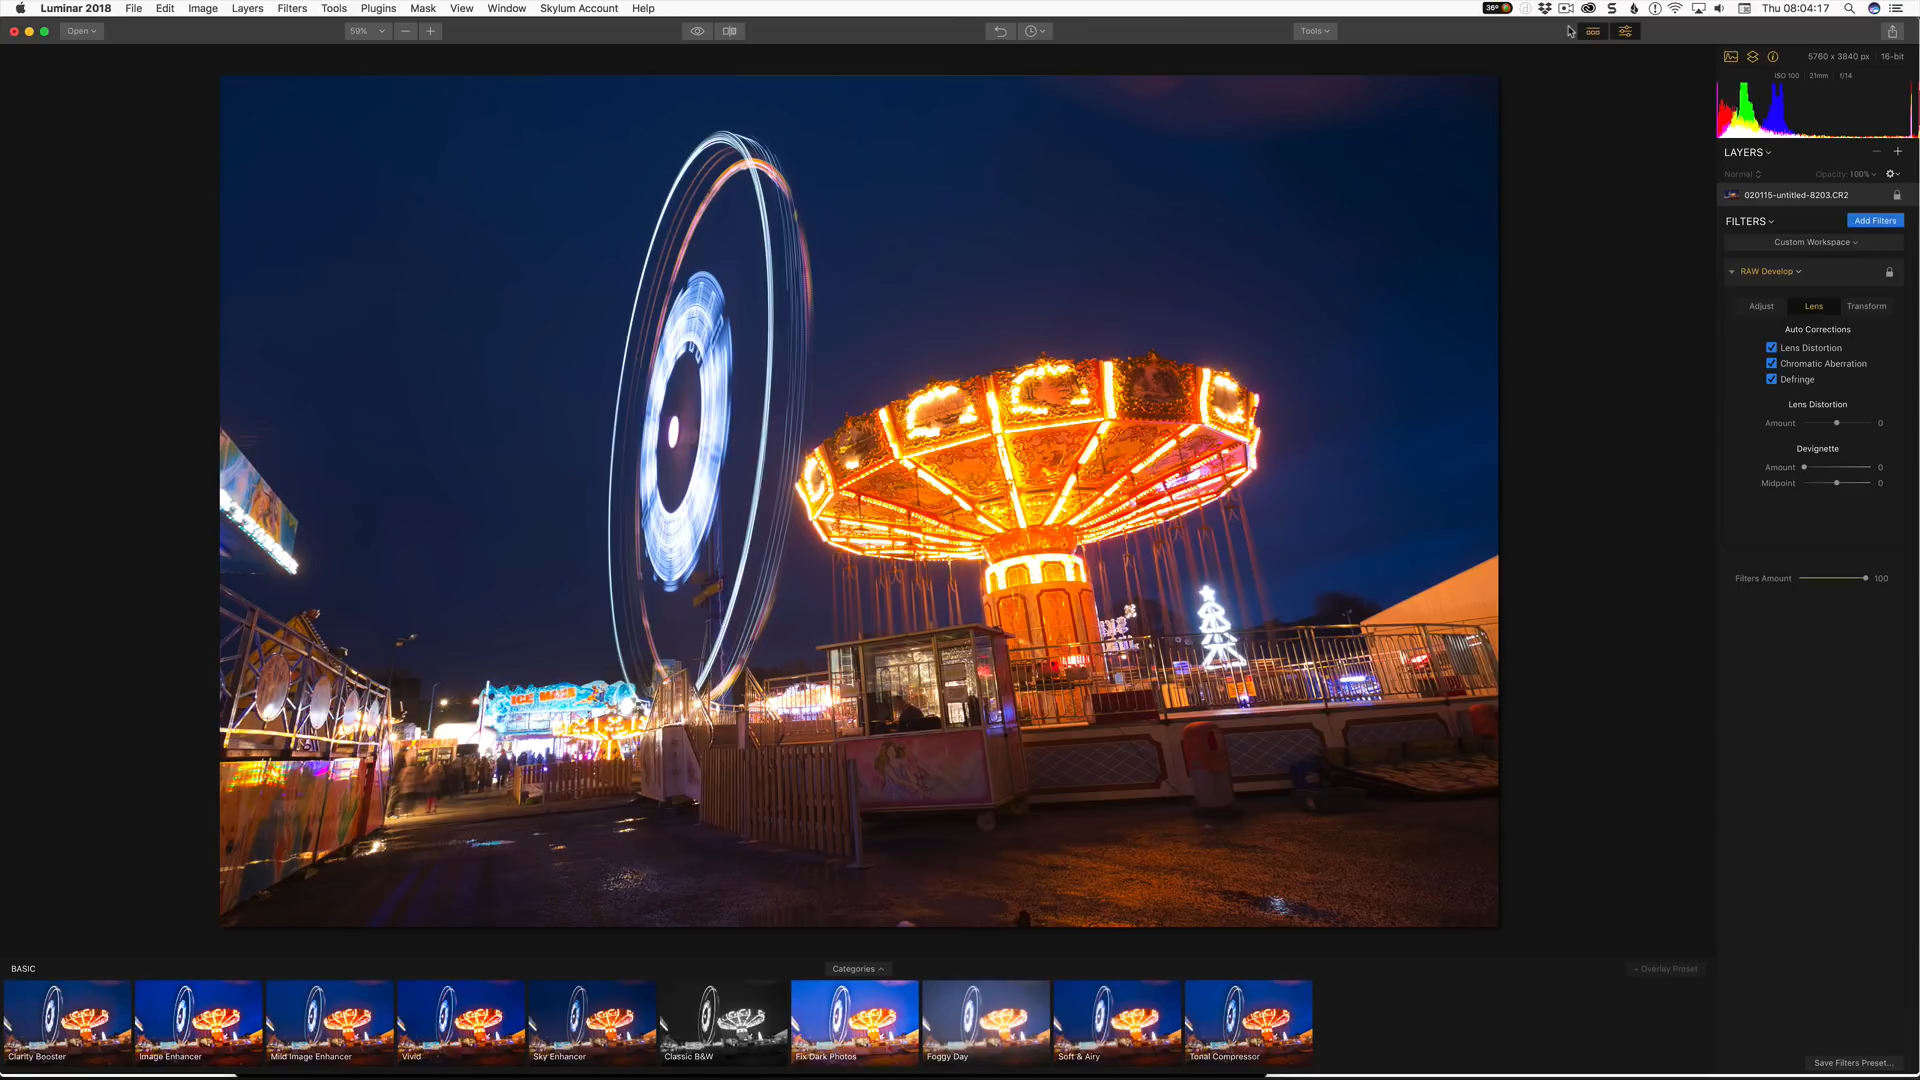 Luminar 2018 File Edit Image Layers Filters Tools Plugins Mask View Window Skylum Account Help 36° Thu 08:04:17
Open 59% Tools
5760 x 3840 px 16-bit
ISO 100 21mm f/14
LAYERS
Normal Opacity: 100%
020115-untitled-8203.CR2
FILTERS Add Filters
Custom Workspace
RAW Develop
Adjust Lens Transform
Auto Corrections
Lens Distortion
Chromatic Aberration
Defringe
Lens Distortion
Amount 0
Devignette
Amount 0
Midpoint 0
Filters Amount 100
BASIC Categories + Overlay Preset
Clarity Booster Image Enhancer Mild Image Enhancer Vivid Sky Enhancer Classic B&W Fix Dark Photos Foggy Day Soft & Airy Tonal Compressor
Save Filters Preset...